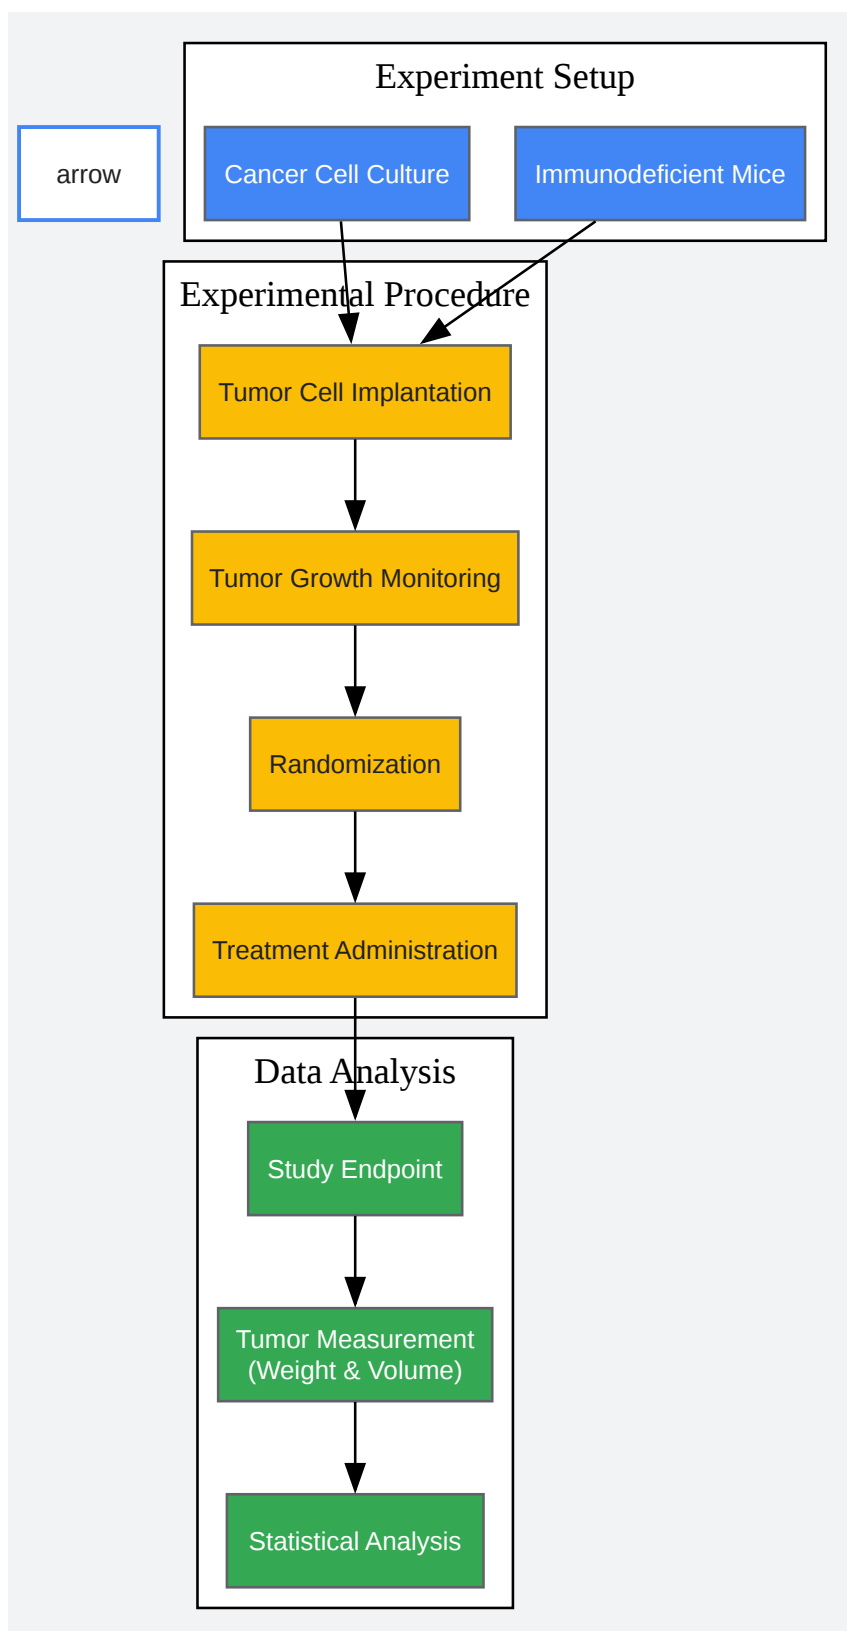 Experiment Setup
arrow
Cancer Cell Culture
Immunodeficient Mice
Experimental Procedure
Tumor Cell Implantation
Tumor Growth Monitoring
Randomization
Treatment Administration
Data Analysis
Study Endpoint
Tumor Measurement
(Weight & Volume)
Statistical Analysis